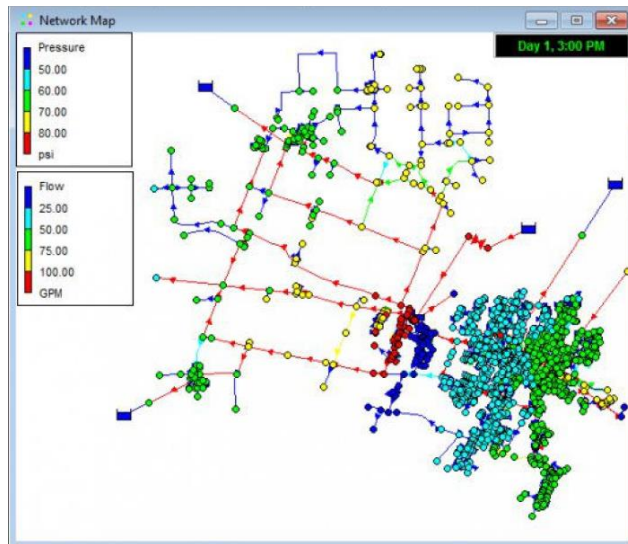 Network Map
Day 1, 3:00 PM
Pressure
50.00
60.00
70.00
80.00
psi
Flow
25.00
50.00
75.00
100.00
GPM